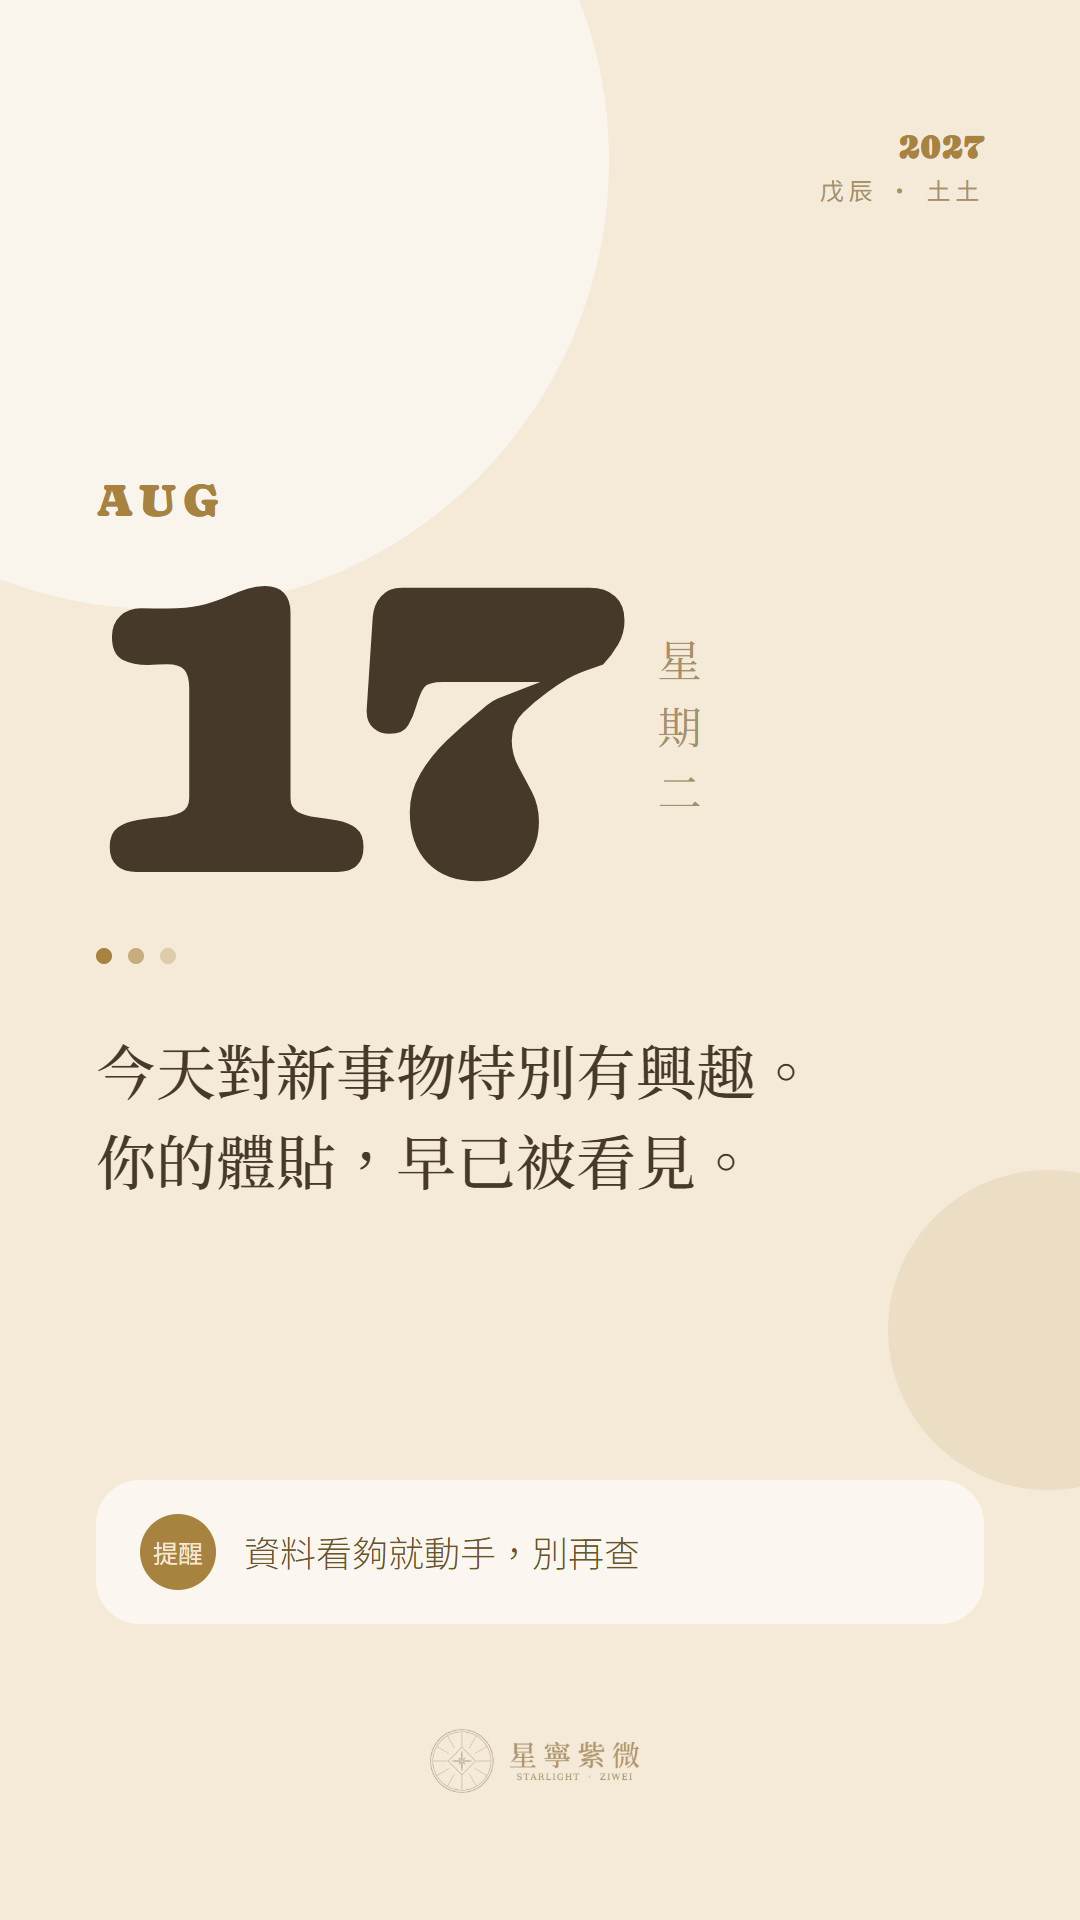 2027
戊辰 · 土土
AUG
17
星期二
今天對新事物特別有興趣。
你的體貼，早已被看見。
提醒
資料看夠就動手，別再查
星寧紫微
STARLIGHT · ZIWEI